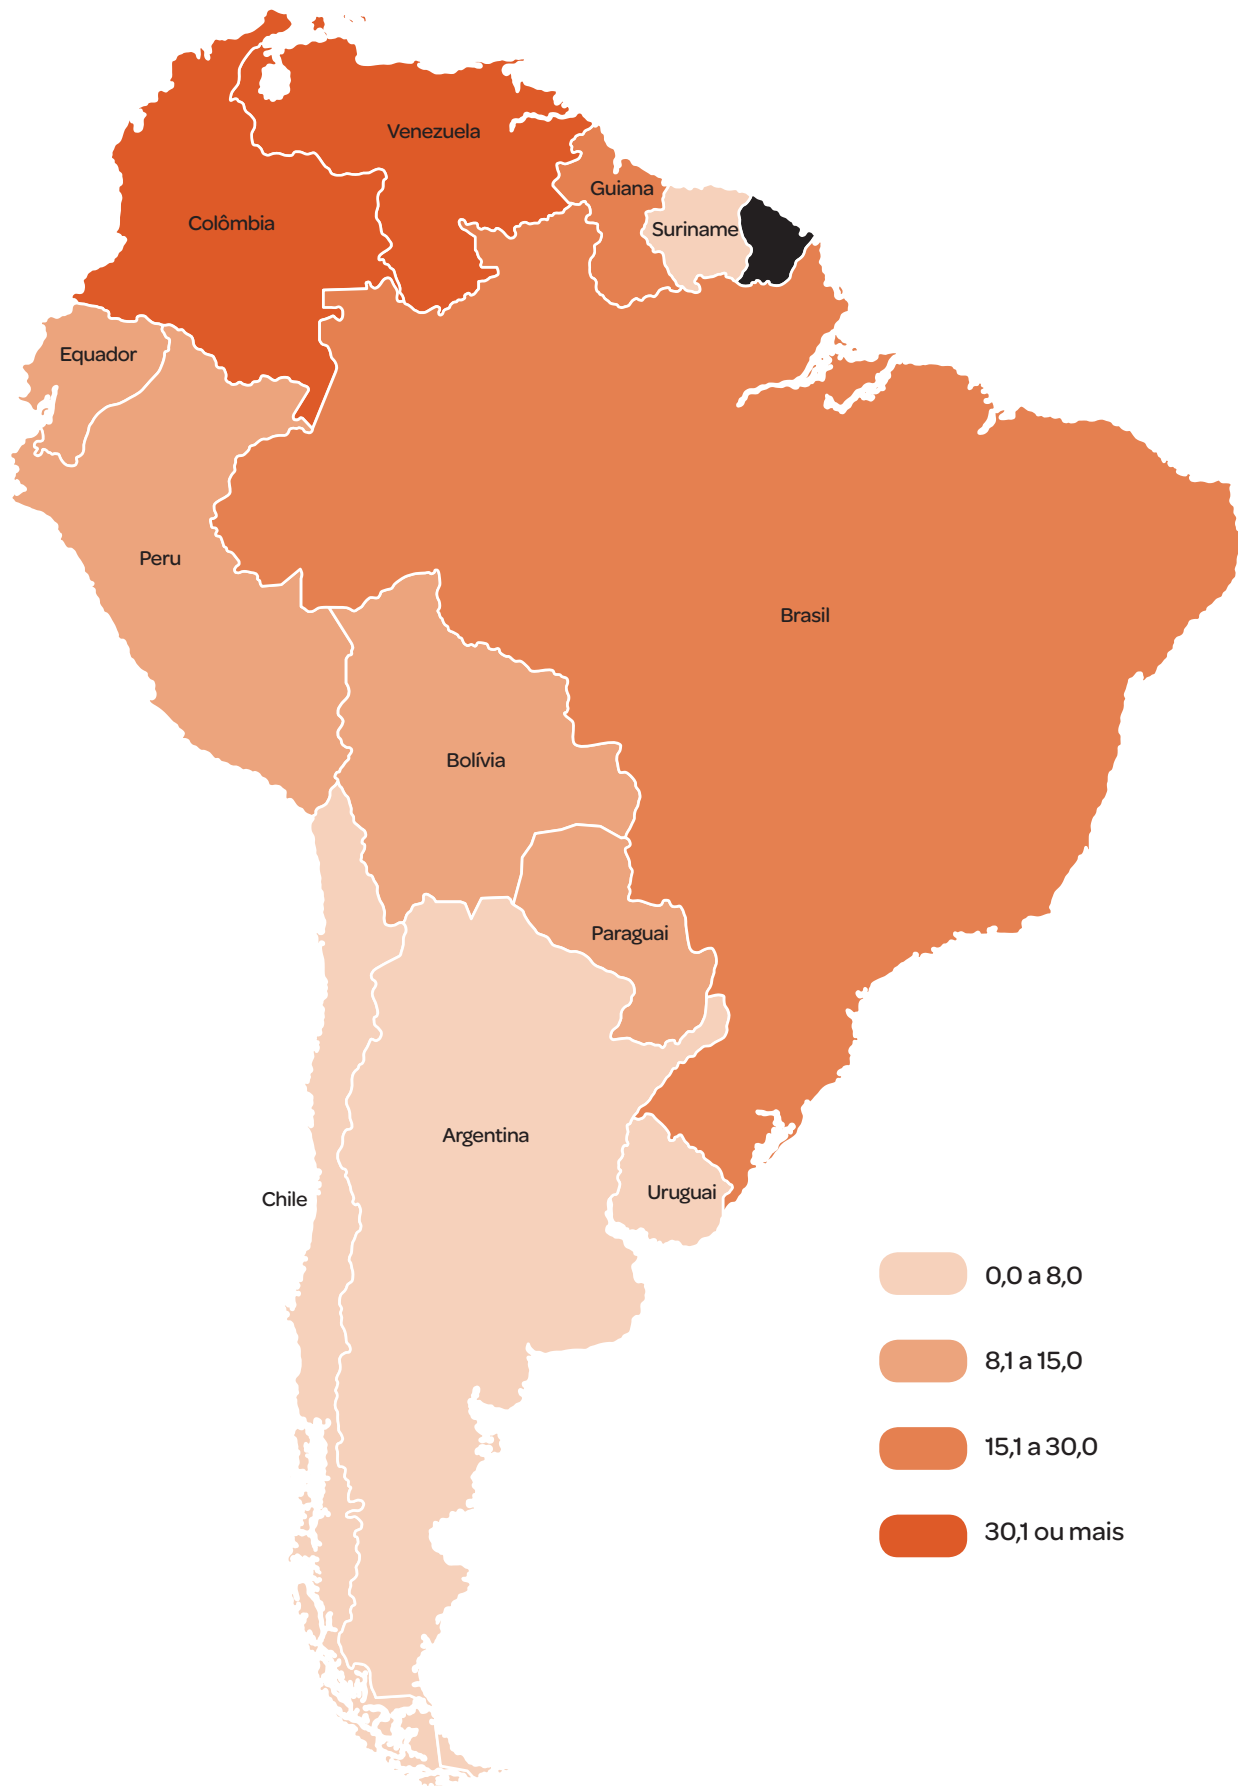 Venezuela
Guiana
Colômbia
Suriname
Equador
Peru
Brasil
Bolívia
Paraguai
Argentina
Uruguai
Chile
0,0 a 8,0
8,1 a 15,0
15,1 a 30,0
30,1 ou mais